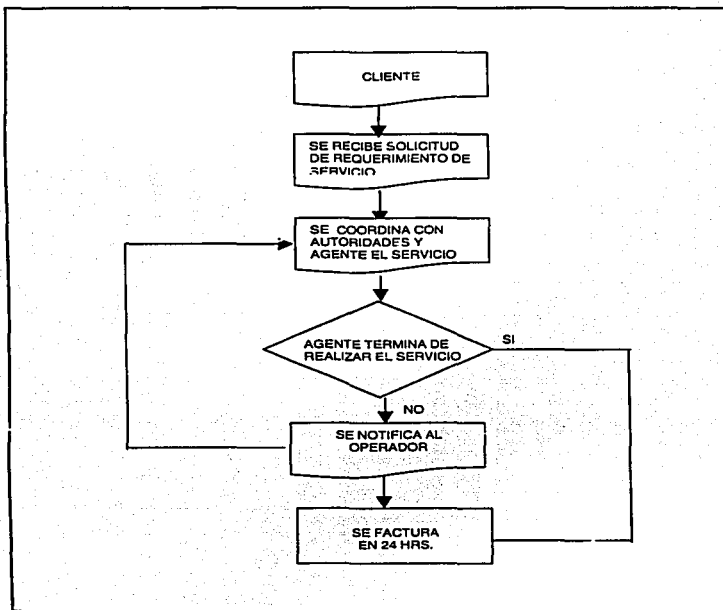 CLIENTE
SE RECIBE SOLICITUD
DE REQUERIMIENTO DE
SERVICIO
SE COORDINA CON
AUTORIDADES Y
AGENTE EL SERVICIO
AGENTE TERMINA DE
REALIZAR EL SERVICIO
SI
NO
SE NOTIFICA AL
OPERADOR
SE FACTURA
EN 24 HRS.